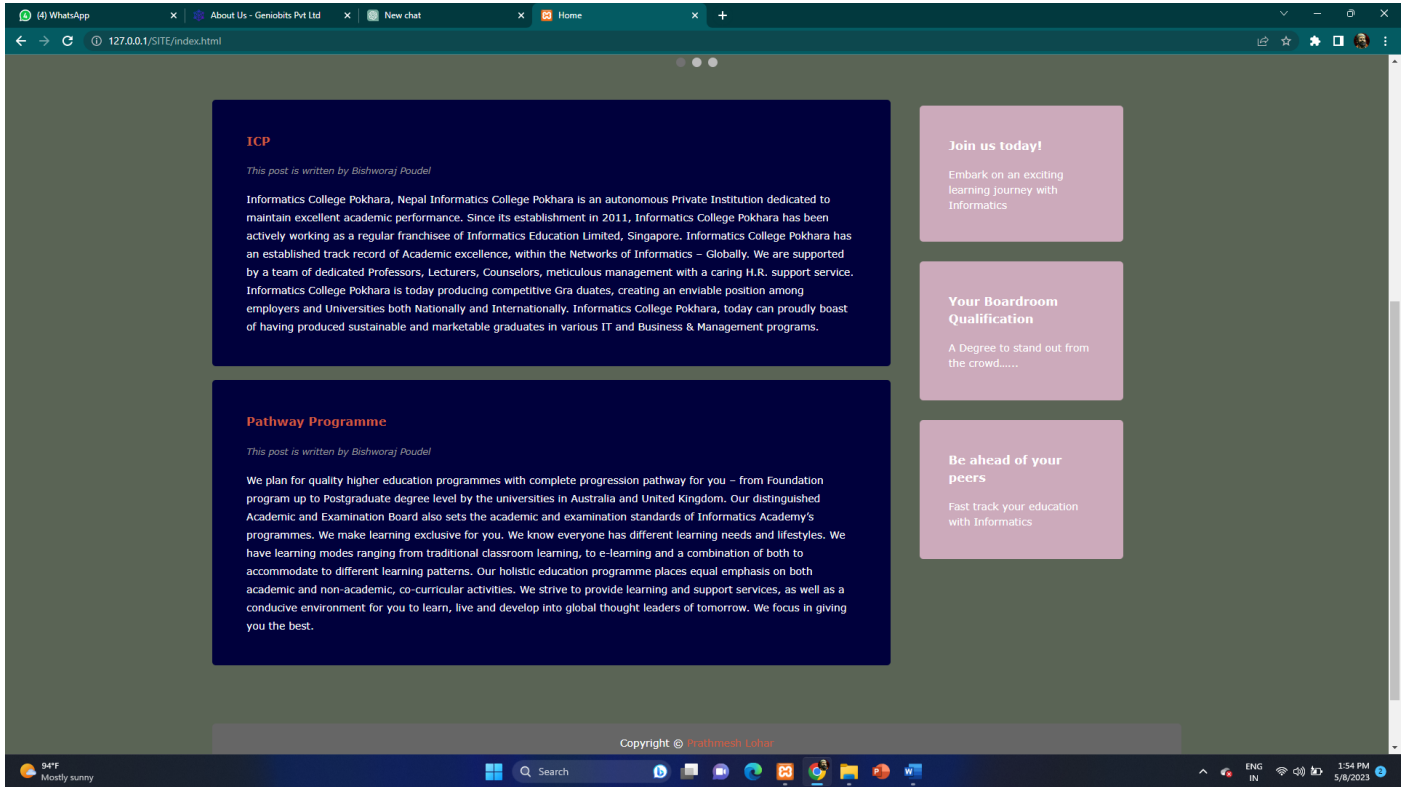 (4) WhatsApp
About Us - Geniobits Pvt Ltd
New chat
Home
127.0.0.1/SITE/index.html
ICP
This post is written by Bishworaj Poudel
Informatics College Pokhara, Nepal Informatics College Pokhara is an autonomous Private Institution dedicated to
maintain excellent academic performance. Since its establishment in 2011, Informatics College Pokhara has been
actively working as a regular franchisee of Informatics Education Limited, Singapore. Informatics College Pokhara has
an established track record of Academic excellence, within the Networks of Informatics – Globally. We are supported
by a team of dedicated Professors, Lecturers, Counselors, meticulous management with a caring H.R. support service.
Informatics College Pokhara is today producing competitive Gra duates, creating an enviable position among
employers and Universities both Nationally and Internationally. Informatics College Pokhara, today can proudly boast
of having produced sustainable and marketable graduates in various IT and Business & Management programs.
Pathway Programme
This post is written by Bishworaj Poudel
We plan for quality higher education programmes with complete progression pathway for you – from Foundation
program up to Postgraduate degree level by the universities in Australia and United Kingdom. Our distinguished
Academic and Examination Board also sets the academic and examination standards of Informatics Academy’s
programmes. We make learning exclusive for you. We know everyone has different learning needs and lifestyles. We
have learning modes ranging from traditional classroom learning, to e-learning and a combination of both to
accommodate to different learning patterns. Our holistic education programme places equal emphasis on both
academic and non-academic, co-curricular activities. We strive to provide learning and support services, as well as a
conducive environment for you to learn, live and develop into global thought leaders of tomorrow. We focus in giving
you the best.
Join us today!
Embark on an exciting
learning journey with
Informatics
Your Boardroom
Qualification
A Degree to stand out from
the crowd......
Be ahead of your
peers
Fast track your education
with Informatics
Copyright © Prathmesh Lohar
94°F
Mostly sunny
Search
ENG
IN
1:54 PM
5/8/2023
2